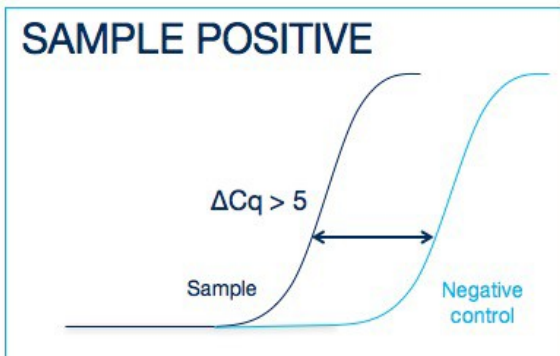 SAMPLE POSITIVE
ΔCq > 5
Sample
Negative
control